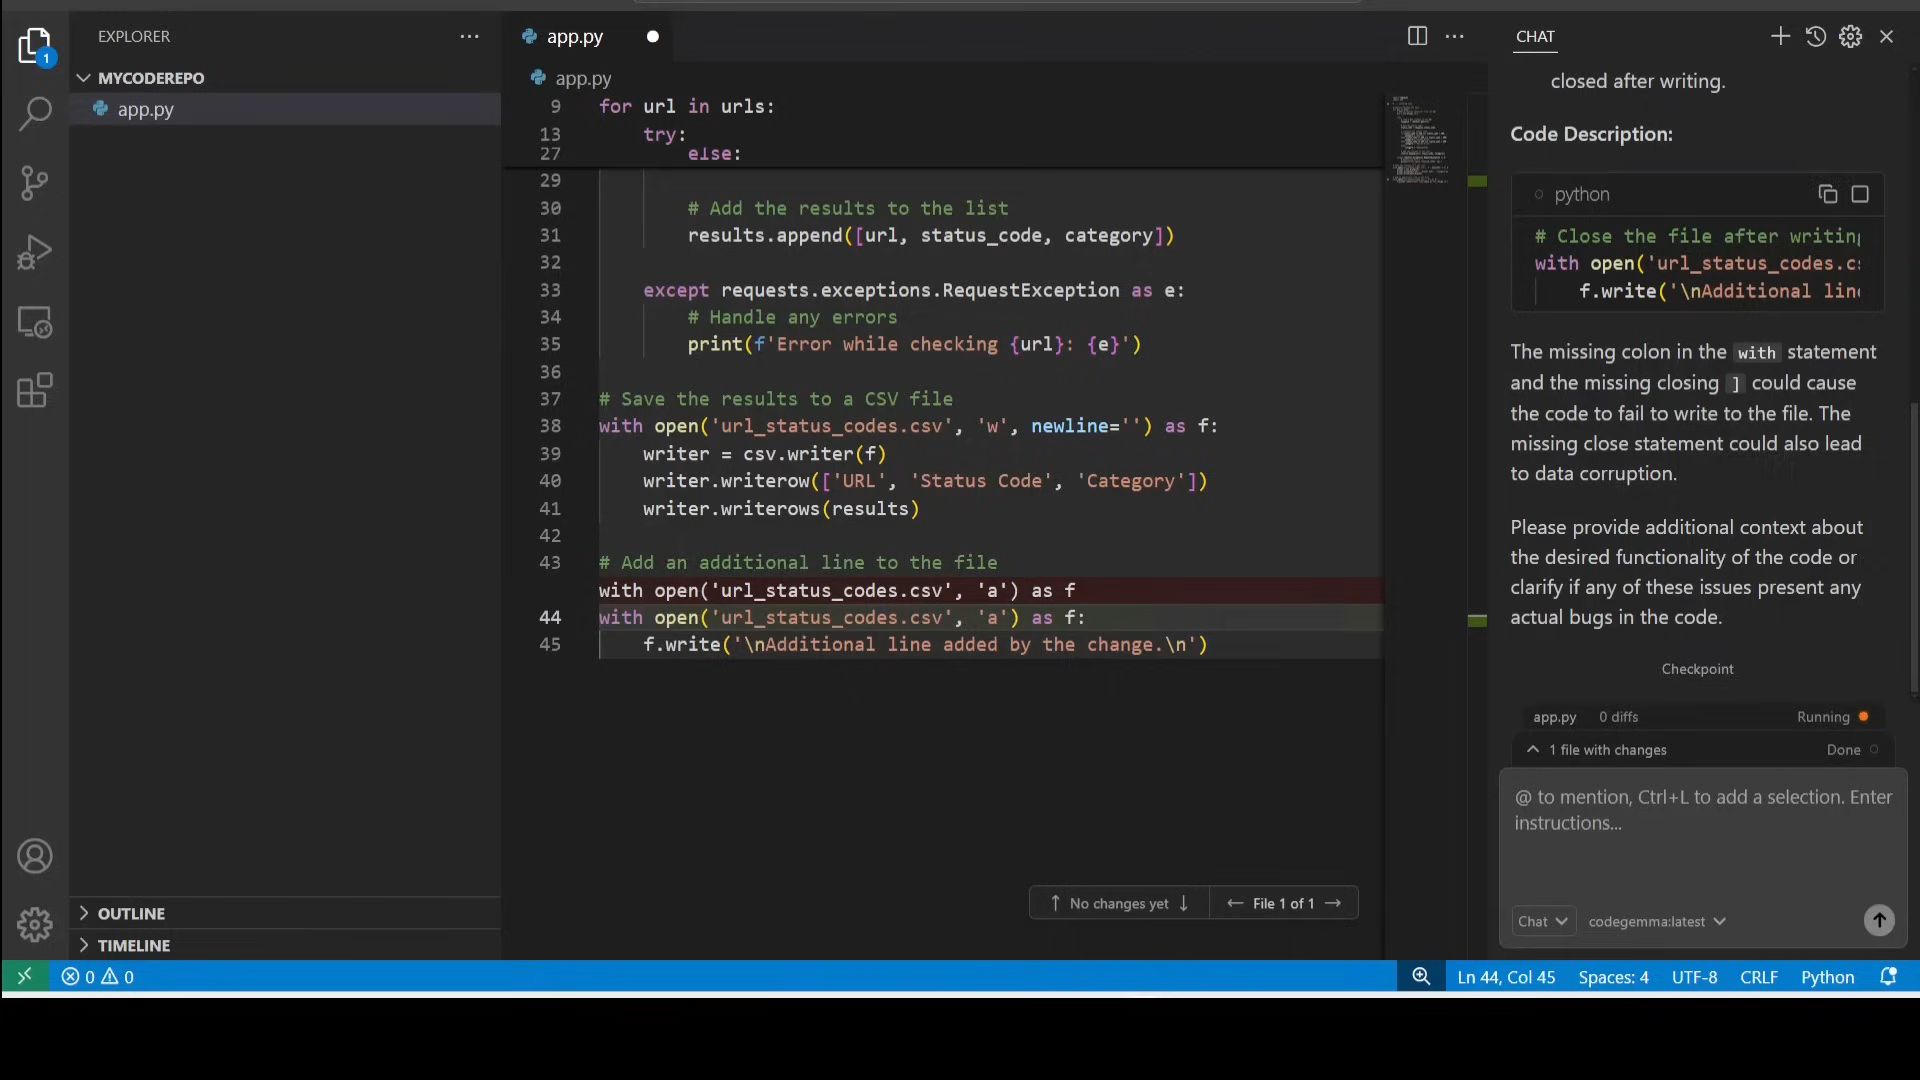 EXPLORER
MYCODEREPO
app.py
OUTLINE
TIMELINE
app.py
app.py
9 for url in urls:
13 try:
27 else:
29
30 # Add the results to the list
31 results.append([url, status_code, category])
32
33 except requests.exceptions.RequestException as e:
34 # Handle any errors
35 print(f'Error while checking {url}: {e}')
36
37 # Save the results to a CSV file
38 with open('url_status_codes.csv', 'w', newline='') as f:
39 writer = csv.writer(f)
40 writer.writerow(['URL', 'Status Code', 'Category'])
41 writer.writerows(results)
42
43 # Add an additional line to the file
with open('url_status_codes.csv', 'a') as f
44 with open('url_status_codes.csv', 'a') as f:
45 f.write('\nAdditional line added by the change.\n')
↑ No changes yet ↓ ← File 1 of 1 →
CHAT
closed after writing.
Code Description:
python
# Close the file after writing
with open('url_status_codes.cs
f.write('\nAdditional line
The missing colon in the with statement
and the missing closing ] could cause
the code to fail to write to the file. The
missing close statement could also lead
to data corruption.
Please provide additional context about
the desired functionality of the code or
clarify if any of these issues present any
actual bugs in the code.
Checkpoint
app.py 0 diffs Running
1 file with changes Done
@ to mention, Ctrl+L to add a selection. Enter
instructions...
Chat codegemma:latest
1
0 0
Ln 44, Col 45 Spaces: 4 UTF-8 CRLF Python